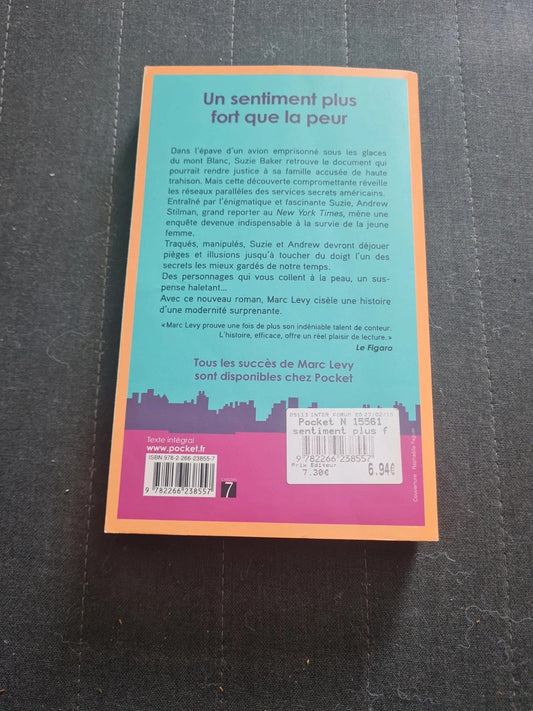 Un sentiment plus
fort que la peur
Dans l'épave d'un avion emprisonné sous les glaces
du mont Blanc, Suzie Baker retrouve le document qui
pourrait rendre justice à sa famille accusée de haute
trahison. Mais cette découverte compromettante réveille
les réseaux parallèles des services secrets américains.
Entraîné par l'énigmatique et fascinante Suzie, Andrew
Stilman, grand reporter au New York Times, mène une
enquête devenue indispensable à la survie de la jeune
femme.
Traqués, manipulés, Suzie et Andrew devront déjouer
pièges et illusions jusqu'à toucher du doigt l'un des
secrets les mieux gardés de notre temps.
Des personnages qui vous collent à la peau, un sus-
pense haletant...
Avec ce nouveau roman, Marc Levy cisèle une histoire
d'une modernité surprenante.
« Marc Levy prouve une fois de plus son indéniable talent de conteur.
L'histoire, efficace, offre un réel plaisir de lecture. »
Le Figaro
Tous les succès de Marc Levy
sont disponibles chez Pocket
Texte intégral
www.pocket.fr
ISBN 978-2-266-23855-7
9 782266 238557
7
INTER FORUM
Pocket N 15561
sentiment plus f
9 782266 238557
Prix Editeur
7.30€
6.94€
Couverture : Nathalie